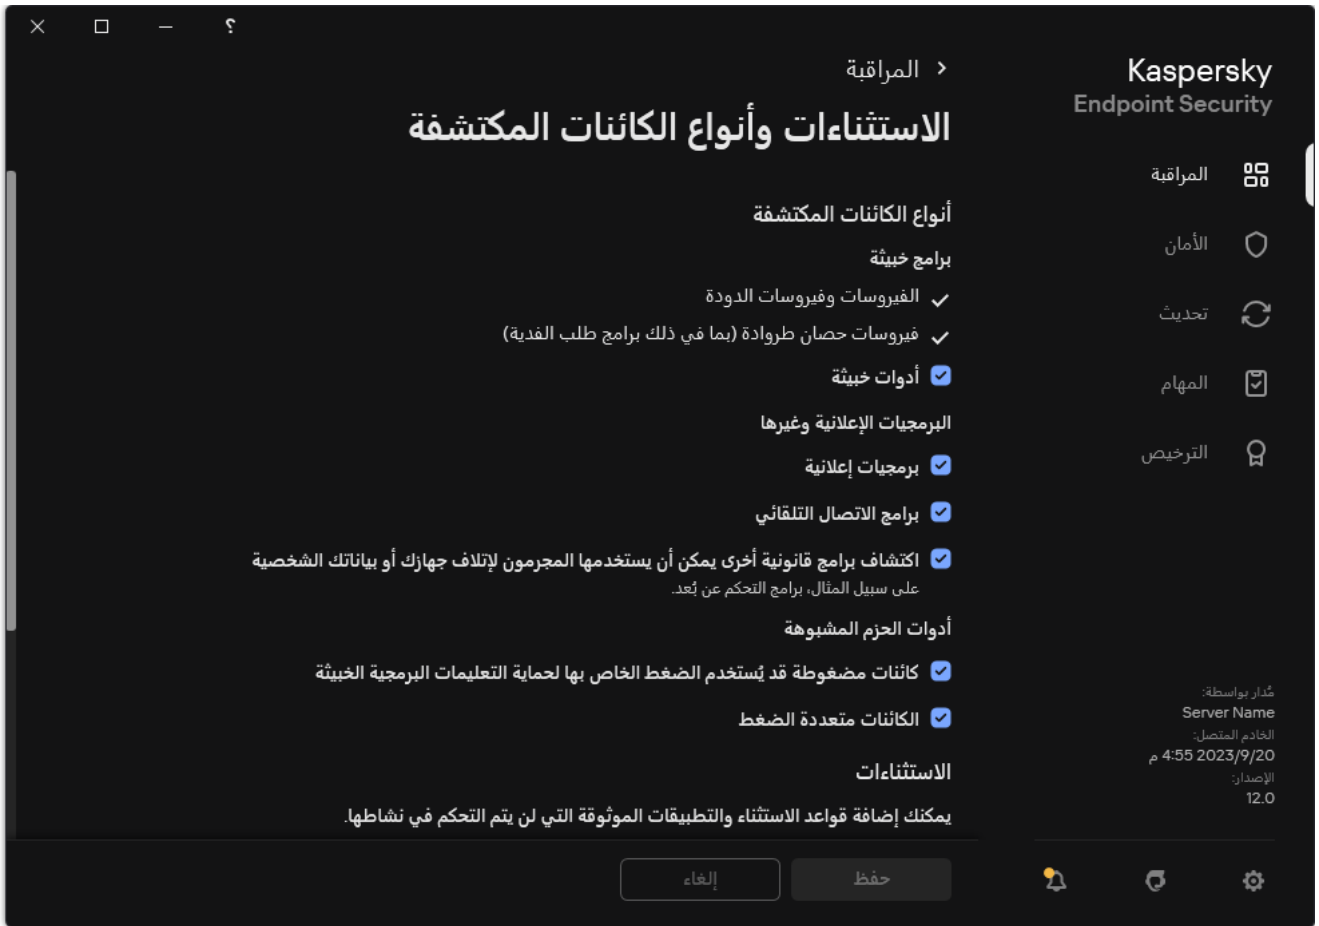 Kaspersky
Endpoint Security
المراقبة
الأمان
تحديث
المهام
الترخيص
مُدار بواسطة:
Server Name
الخادم المتصل:
2023/9/20 4:55 م
الإصدار:
12.0
؟
المراقبة
الاستثناءات وأنواع الكائنات المكتشفة
أنواع الكائنات المكتشفة
برامج خبيثة
الفيروسات وفيروسات الدودة
فيروسات حصان طروادة (بما في ذلك برامج طلب الفدية)
أدوات خبيثة
البرمجيات الإعلانية وغيرها
برمجيات إعلانية
برامج الاتصال التلقائي
اكتشاف برامج قانونية أخرى يمكن أن يستخدمها المجرمون لإتلاف جهازك أو بياناتك الشخصية
على سبيل المثال، برامج التحكم عن بُعد.
أدوات الحزم المشبوهة
كائنات مضغوطة قد يُستخدم الضغط الخاص بها لحماية التعليمات البرمجية الخبيثة
الكائنات متعددة الضغط
الاستثناءات
يمكنك إضافة قواعد الاستثناء والتطبيقات الموثوقة التي لن يتم التحكم في نشاطها.
حفظ
إلغاء